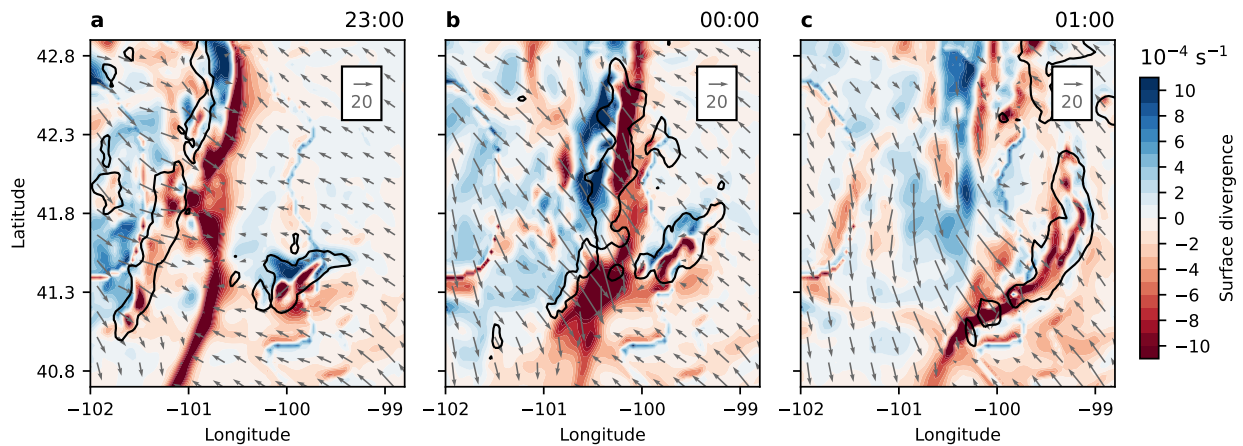 a 23:00
b 00:00
c 01:00
10⁻⁴ s⁻¹
42.8
42.3
41.8
41.3
40.8
Latitude
20
20
20
−102 −101 −100 −99
−102 −101 −100 −99
−102 −101 −100 −99
Longitude
Longitude
Longitude
10
8
6
4
2
0
−2
−4
−6
−8
−10
Surface divergence